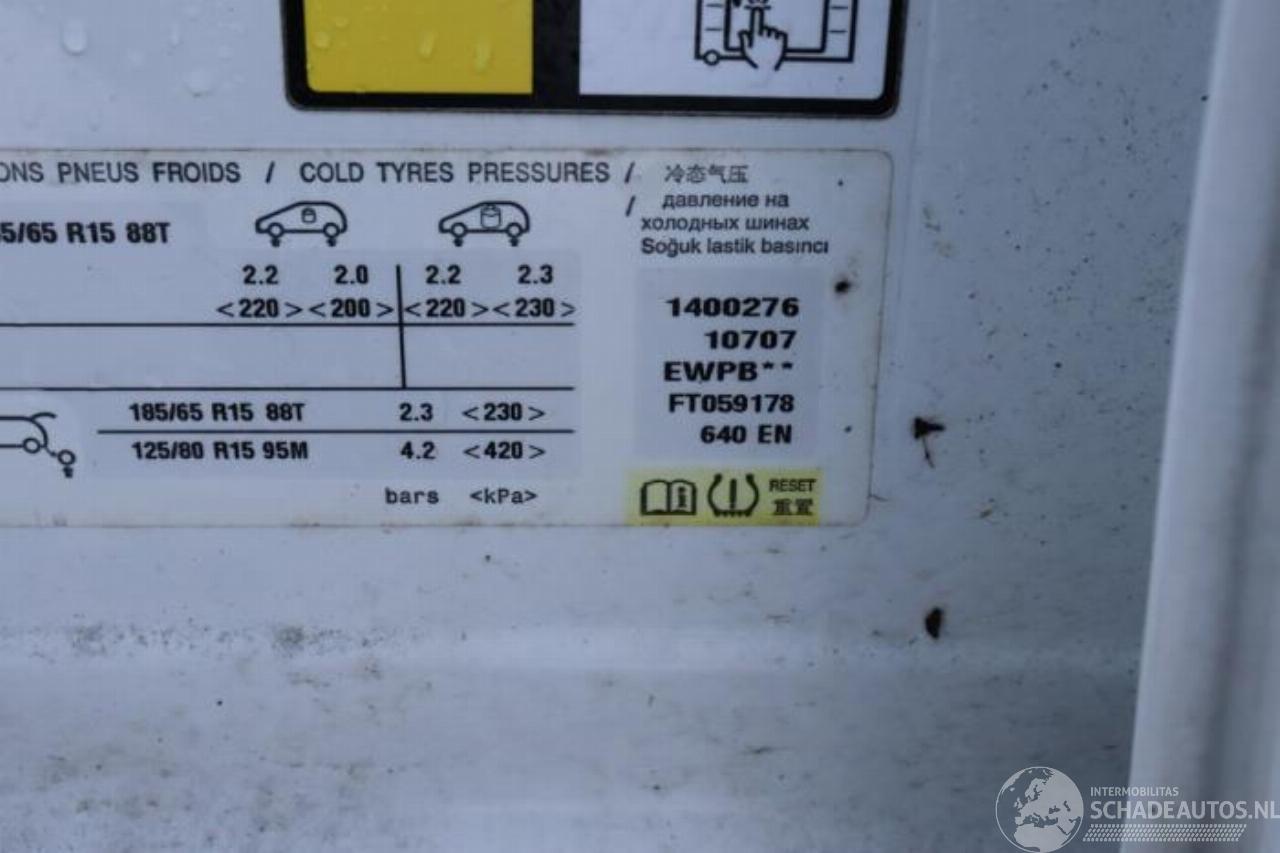 PNEUS FROIDS / COLD TYRES PRESSURES / 冷态气压
/ давление на
холодных шинах
Soğuk lastik basıncı
5/65 R15 88T
2.2 2.0 2.2 2.3
<220> <200> <220> <230>
185/65 R15 88T 2.3 <230>
125/80 R15 95M 4.2 <420>
bars <kPa>
1400276
10707
EWPB**
FT059178
640 EN
RESET
重置
INTERMOBILITAS
SCHADEAUTOS.NL